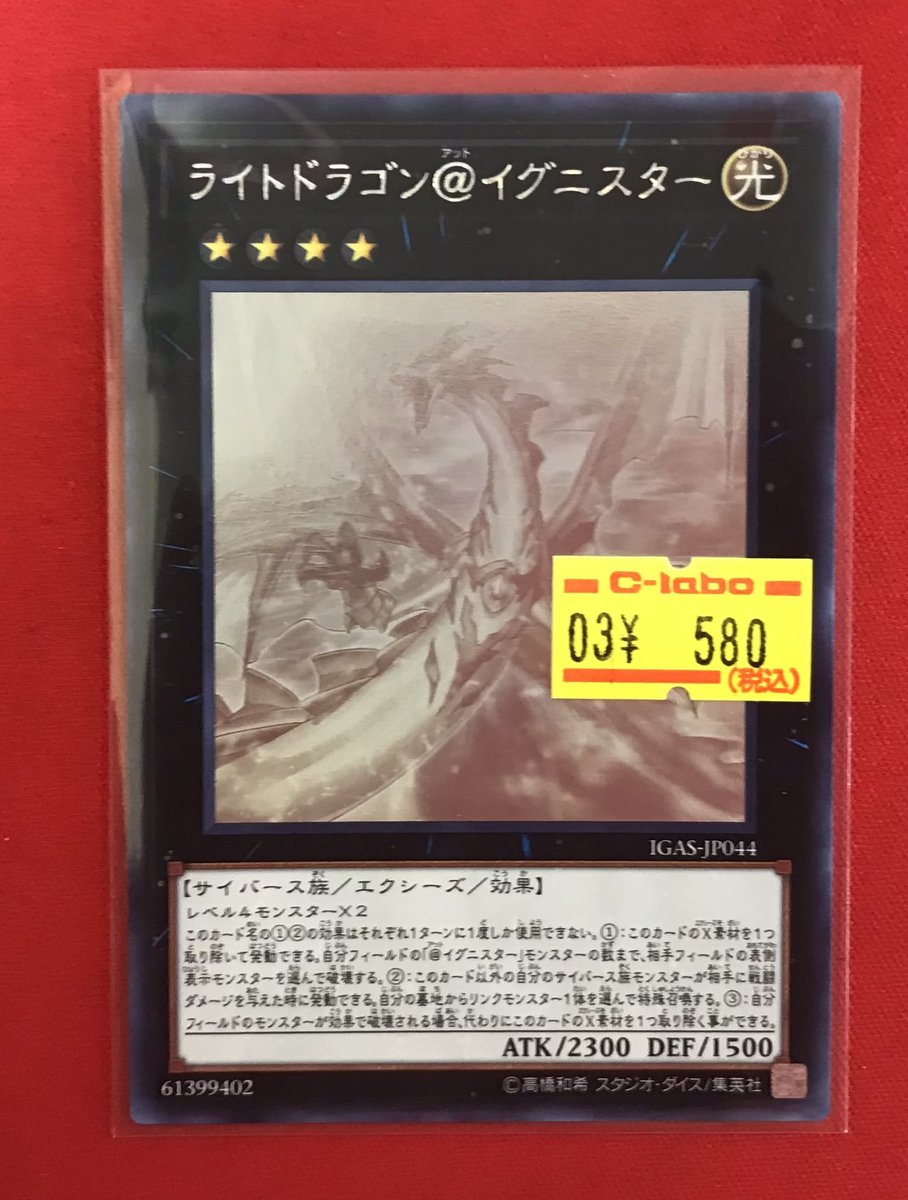 ライトドラゴン@イグニスター
アット
光
ひかり
C-labo
03¥ 580
(税込)
IGAS-JP044
【サイバース族/エクシーズ/効果】
レベル4モンスター×2
このカード名の①②の効果はそれぞれ1ターンに1度しか使用できない。①:このカードのX素材を1つ
取り除いて発動できる。自分フィールドの「@イグニスター」モンスターの数まで、相手フィールドの表側
表示モンスターを選んで破壊する。②:このカード以外の自分のサイバース族モンスターが相手に戦闘
ダメージを与えた時に発動できる。自分の墓地からリンクモンスター1体を選んで特殊召喚する。③:自分
フィールドのモンスターが効果で破壊される場合、代わりにこのカードのX素材を1つ取り除く事ができる。
ATK/2300 DEF/1500
61399402
©高橋和希 スタジオ・ダイス/集英社